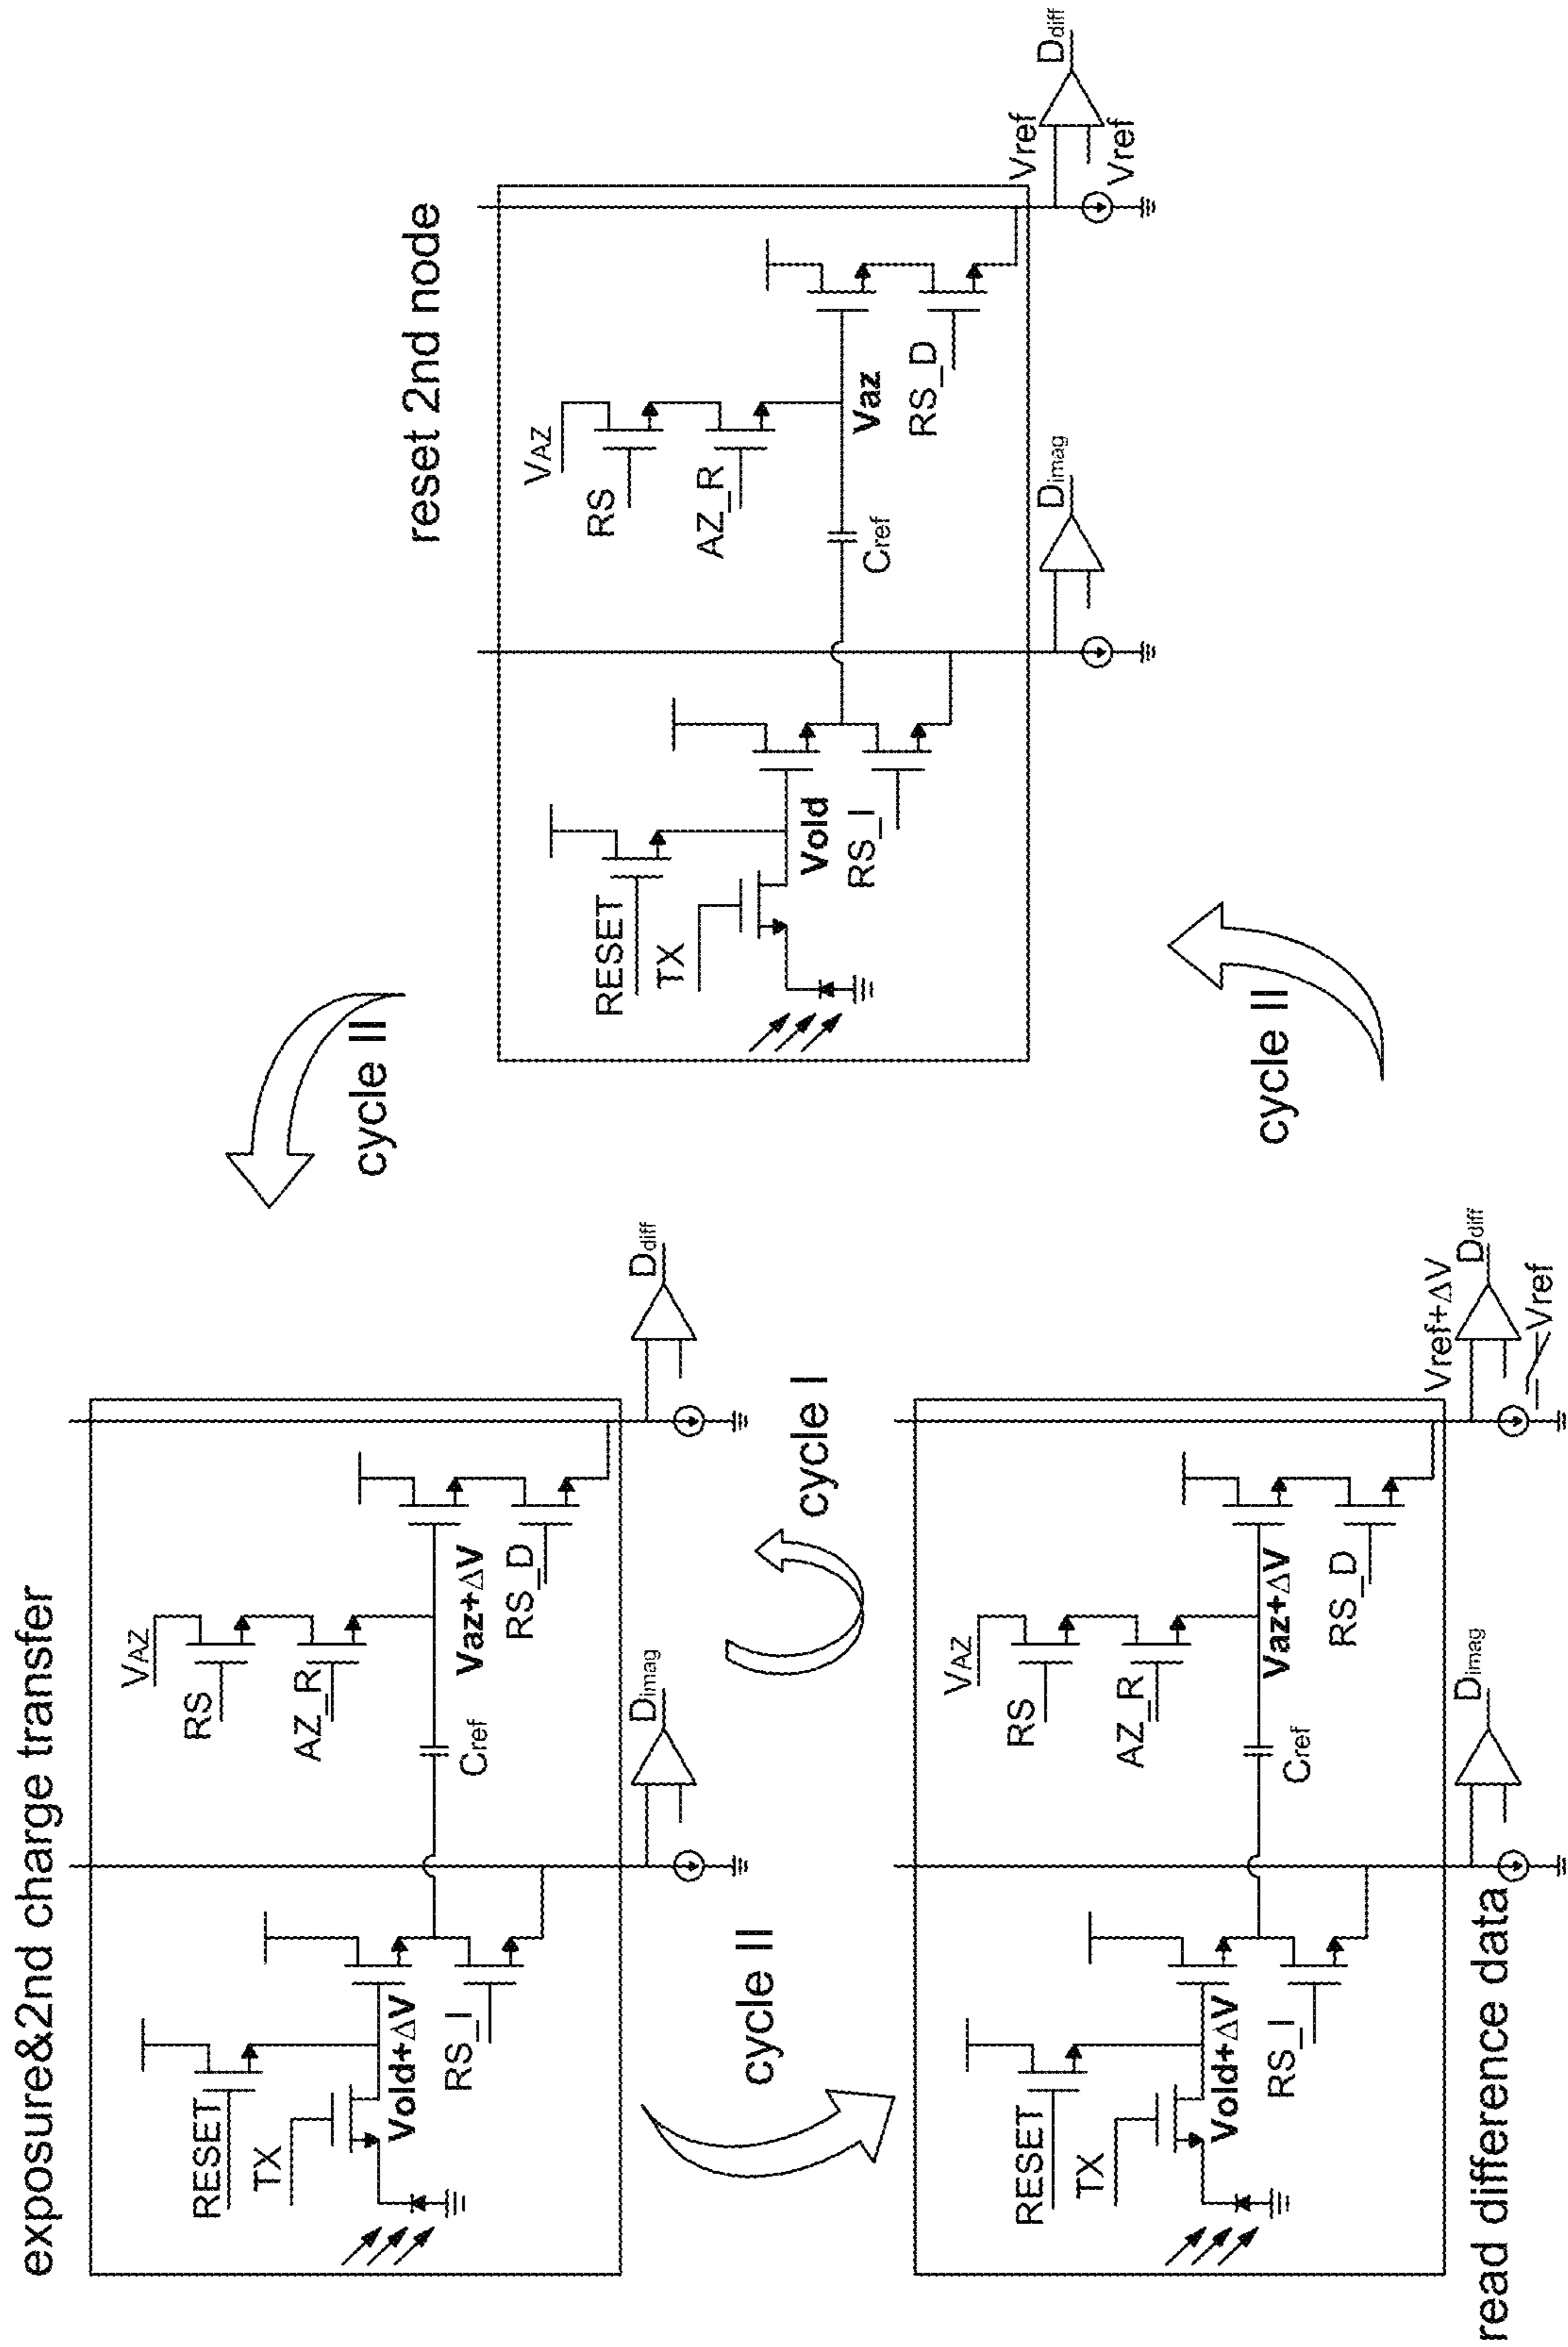 exposure&2nd charge transfer
RESET
TX
Vold+ΔV
RS_I
VAZ
RS
AZ_R
Cref
Vaz+ΔV
RS_D
Dimag
Ddiff
cycle II
cycle I
RESET
TX
Vold+ΔV
RS_I
VAZ
RS
AZ_R
Cref
Vaz+ΔV
RS_D
Dimag
Vref+ΔV
Ddiff
Vref
read difference data
cycle II
reset 2nd node
RESET
TX
Vold
RS_I
VAZ
RS
AZ_R
Cref
Vaz
RS_D
Dimag
Vref
Ddiff
Vref
cycle II